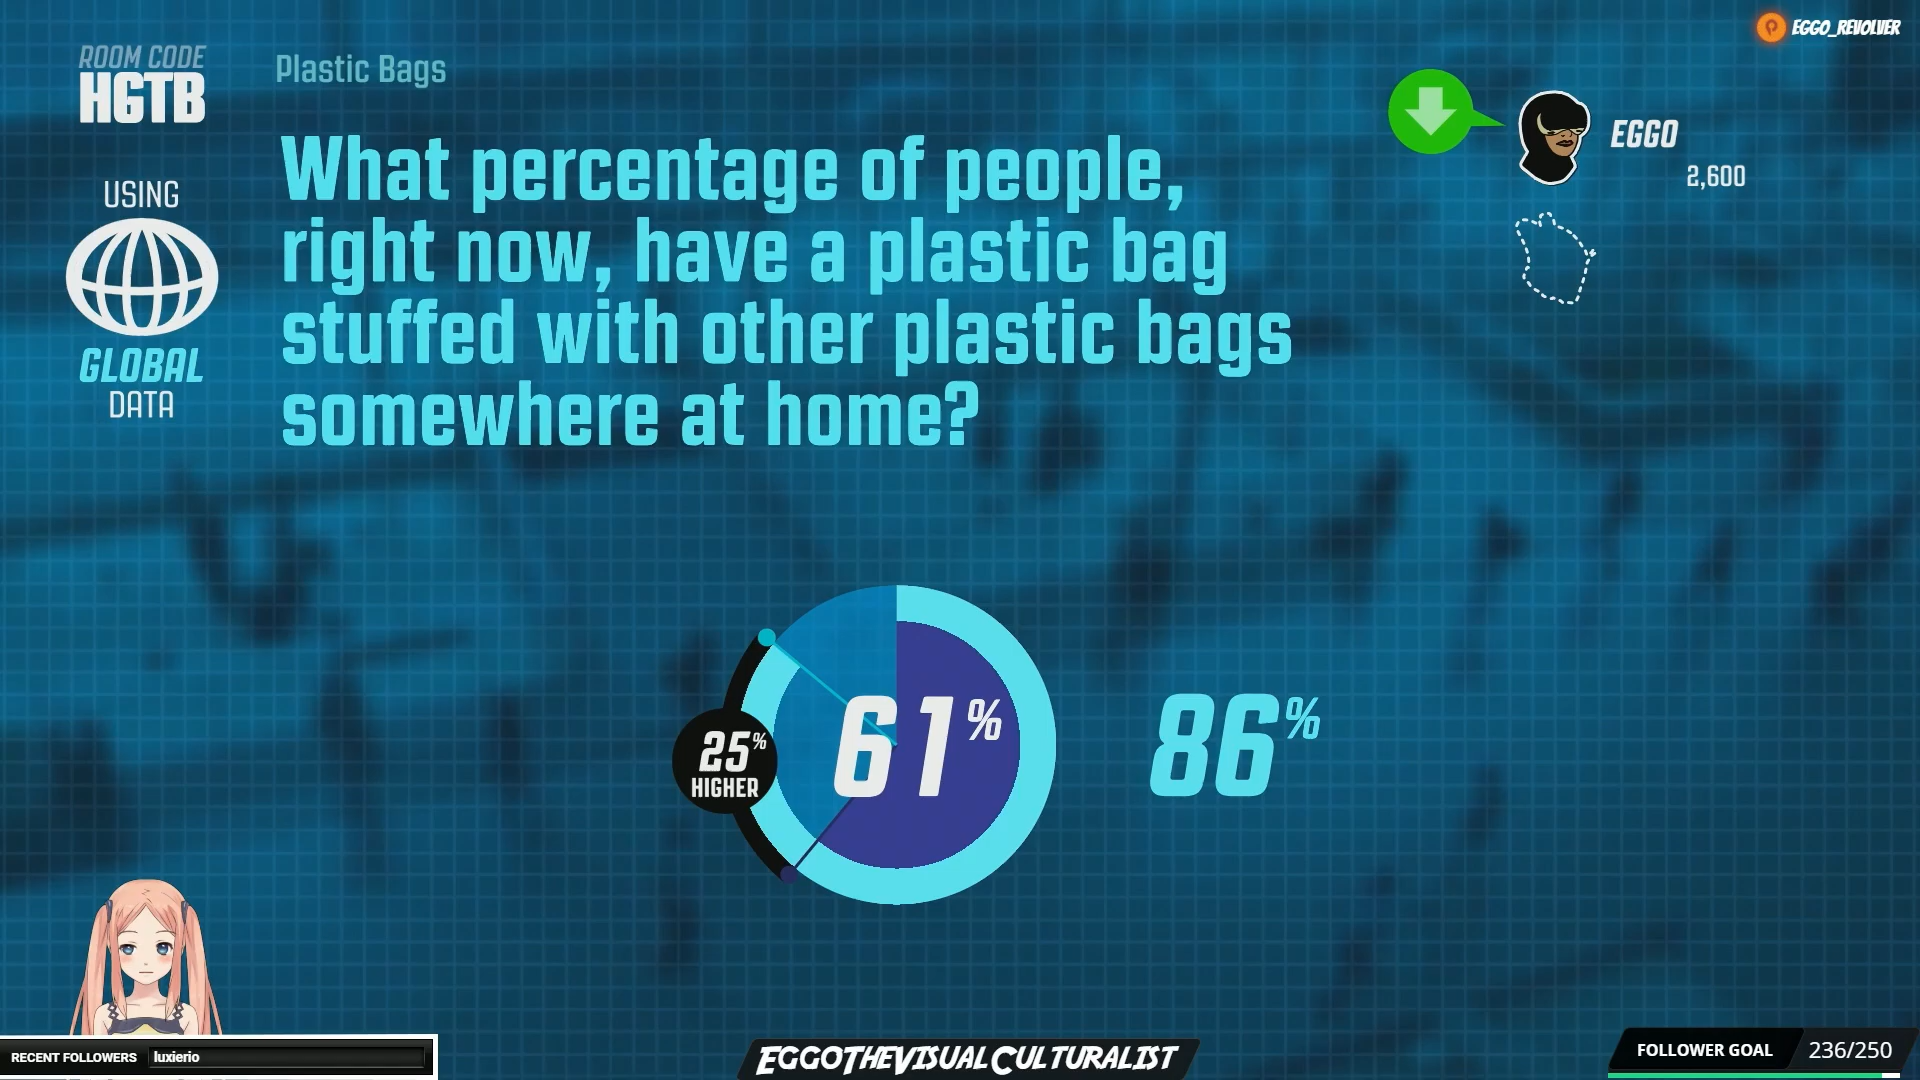 EGGO_REVOLVER
ROOM CODE
HGTB
Plastic Bags
What percentage of people,
right now, have a plastic bag
stuffed with other plastic bags
somewhere at home?
USING
GLOBAL
DATA
EGGO
2,600
61%
25%
HIGHER
86%
RECENT FOLLOWERS luxierio
EGGOTHEVISUALCULTURALIST
FOLLOWER GOAL 236/250